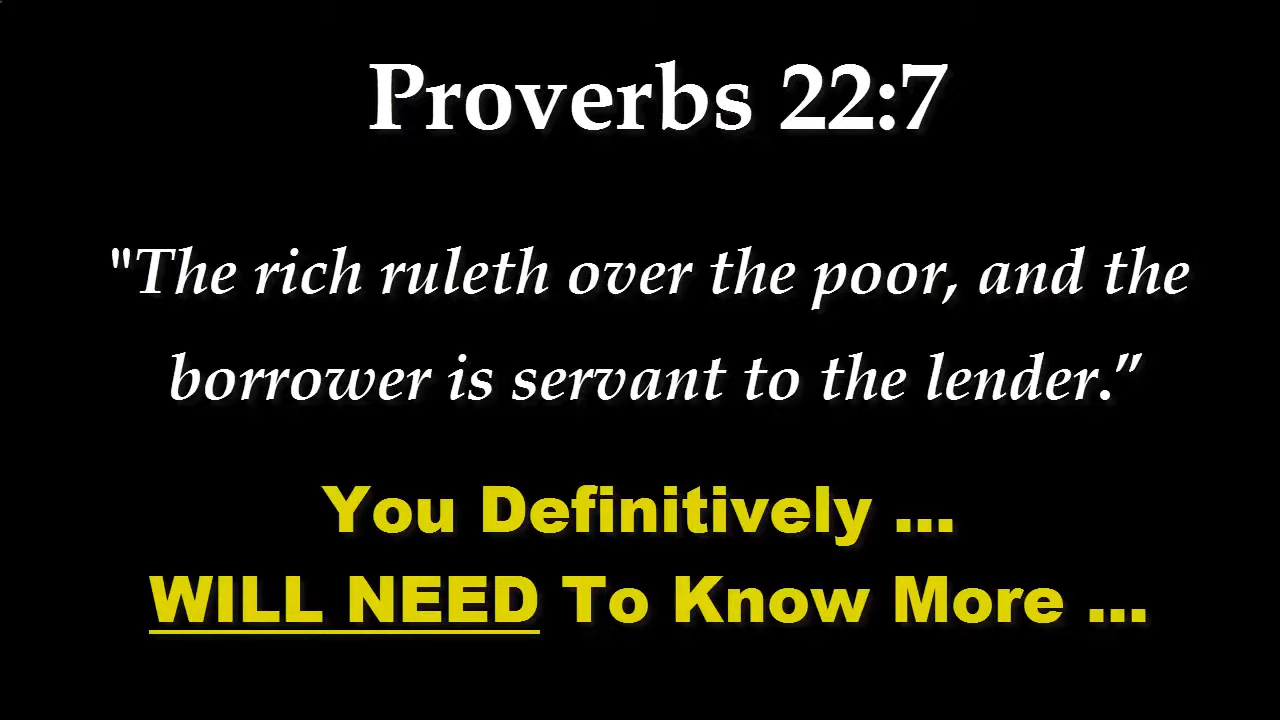 Proverbs 22:7
"The rich ruleth over the poor, and the
borrower is servant to the lender.”
You Definitively ...
WILL NEED To Know More ...